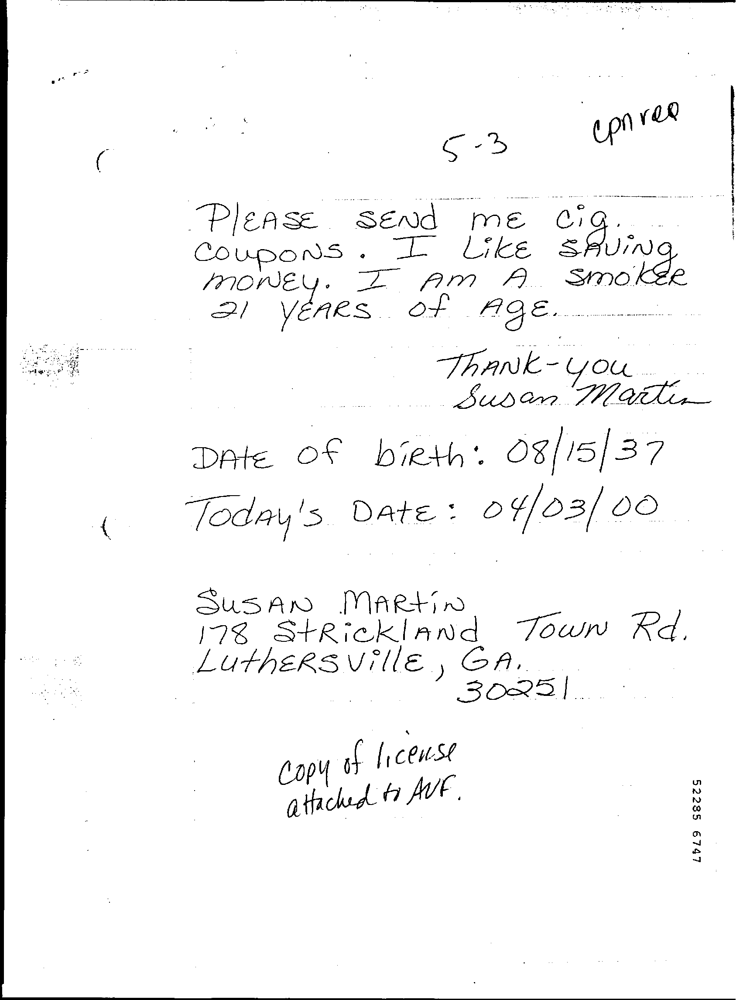 5-3
cpn req
PLEASE SEND ME Cig.
COUPONS. I LIKE SAVING
MONEY. I AM A SMOKER
21 YEARS OF AGE.
THANK-YOU
Susan Martin
DATE OF birth: 08/15/37
TODAY'S DATE: 04/03/00
SUSAN MARTIN
178 STRICKLAND TOWN Rd.
LUTHERSVILLE, GA.
30251
Copy of license
attached to AVF.
52285 6747